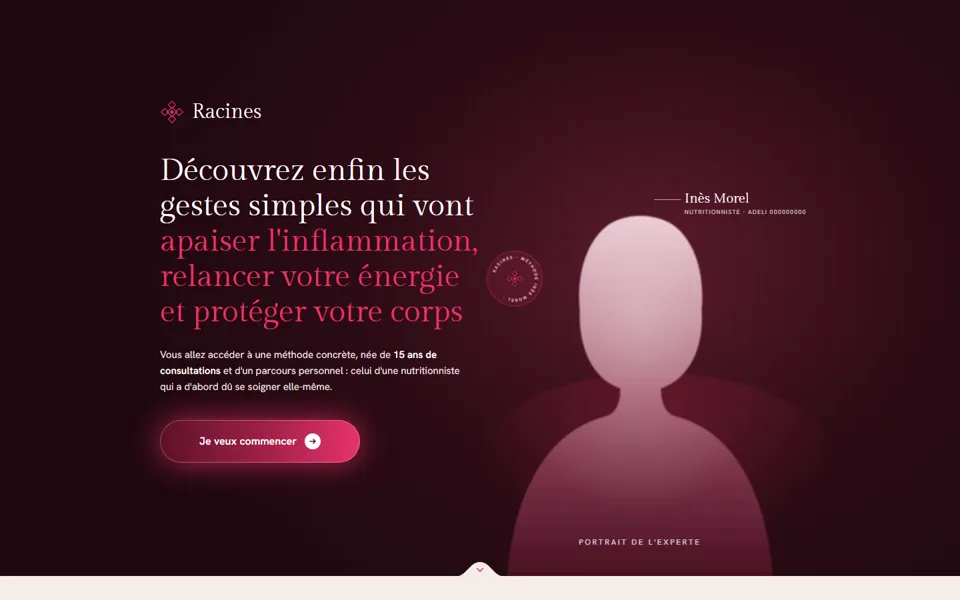 Racines
Découvrez enfin les
gestes simples qui vont
apaiser l'inflammation,
relancer votre énergie
et protéger votre corps
Vous allez accéder à une méthode concrète, née de 15 ans de
consultations et d'un parcours personnel : celui d'une nutritionniste
qui a d'abord dû se soigner elle-même.
Je veux commencer
RACINES · MÉTHODE INÈS MOREL ·
Inès Morel
NUTRITIONNISTE · ADELI 000000000
PORTRAIT DE L'EXPERTE